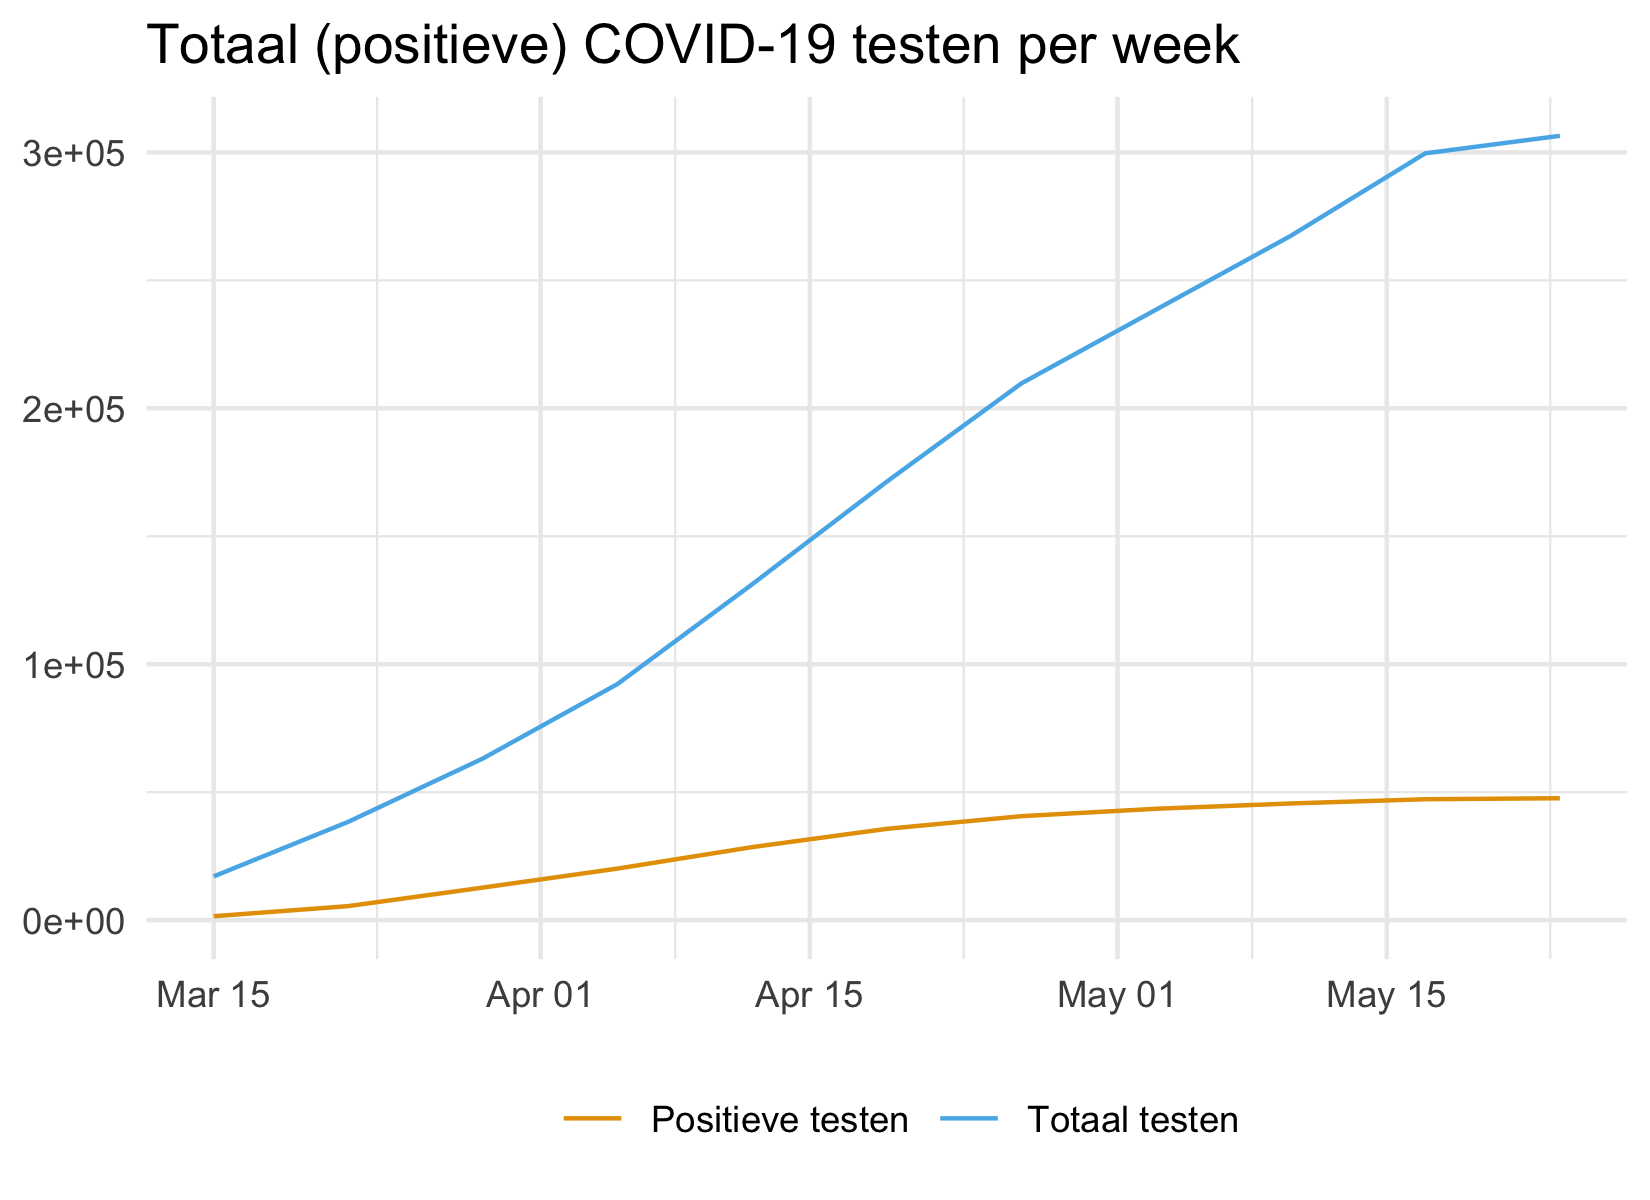 Totaal (positieve) COVID-19 testen per week
3e+05
2e+05
1e+05
0e+00
Mar 15 Apr 01 Apr 15 May 01 May 15
Positieve testen Totaal testen